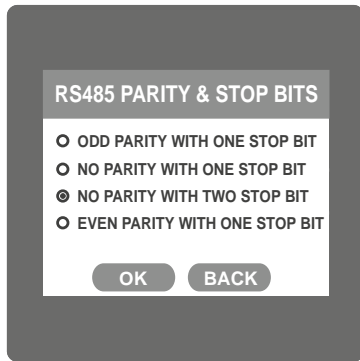 RS485 PARITY & STOP BITS
ODD PARITY WITH ONE STOP BIT
NO PARITY WITH ONE STOP BIT
NO PARITY WITH TWO STOP BIT
EVEN PARITY WITH ONE STOP BIT
OK BACK